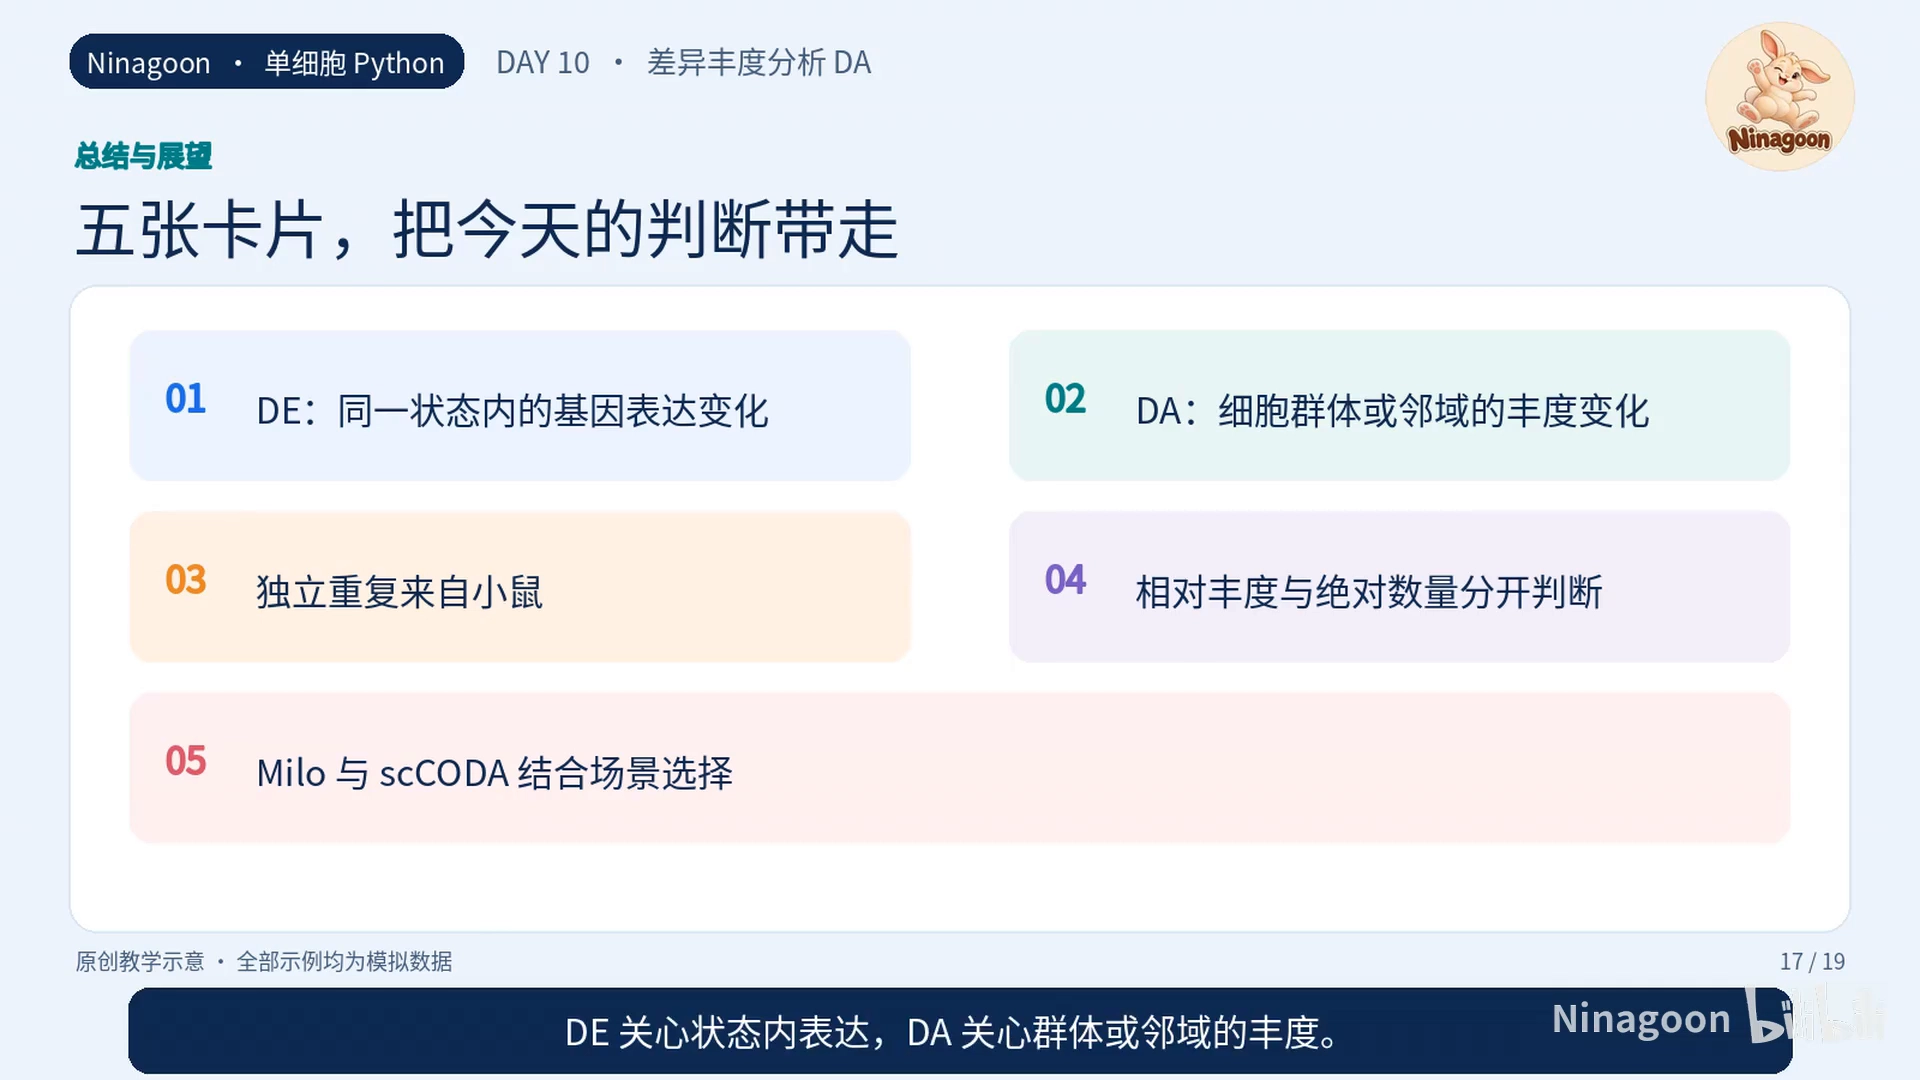 Ninagoon · 单细胞 Python
DAY 10 · 差异丰度分析 DA
Ninagoon
总结与展望
五张卡片，把今天的判断带走
01 DE：同一状态内的基因表达变化
02 DA：细胞群体或邻域的丰度变化
03 独立重复来自小鼠
04 相对丰度与绝对数量分开判断
05 Milo 与 scCODA 结合场景选择
原创教学示意 · 全部示例均为模拟数据
17 / 19
DE 关心状态内表达，DA 关心群体或邻域的丰度。
Ninagoon bilibili